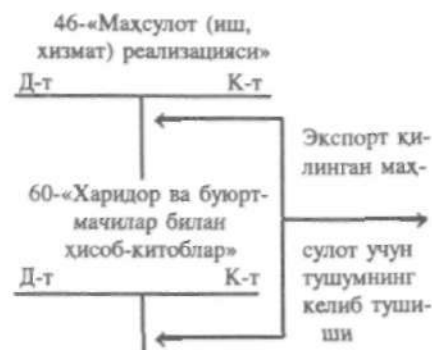 46-«Маҳсулот (иш,
хизмат) реализацияси»
Д-т К-т
Экспорт қи-
линган маҳ-
60-«Харидор ва буюрт-
мачилар билан
ҳисоб-китоблар»
Д-т К-т
сулот учун
тушумнинг
келиб туши-
ши